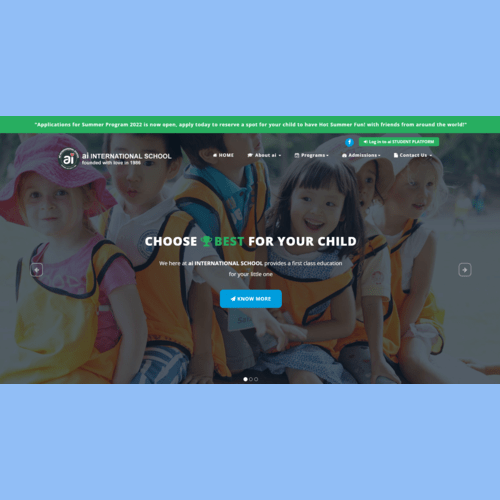 "Applications for Summer Program 2022 is now open, apply today to reserve a spot for your child to have Hot Summer Fun! with friends from around the world!"
Log in to ai STUDENT PLATFORM
ai
ai INTERNATIONAL SCHOOL
founded with love in 1986
HOME About ai Programs Admissions Contact Us
CHOOSE BEST FOR YOUR CHILD
We here at ai INTERNATIONAL SCHOOL provides a first class education
for your little one
KNOW MORE